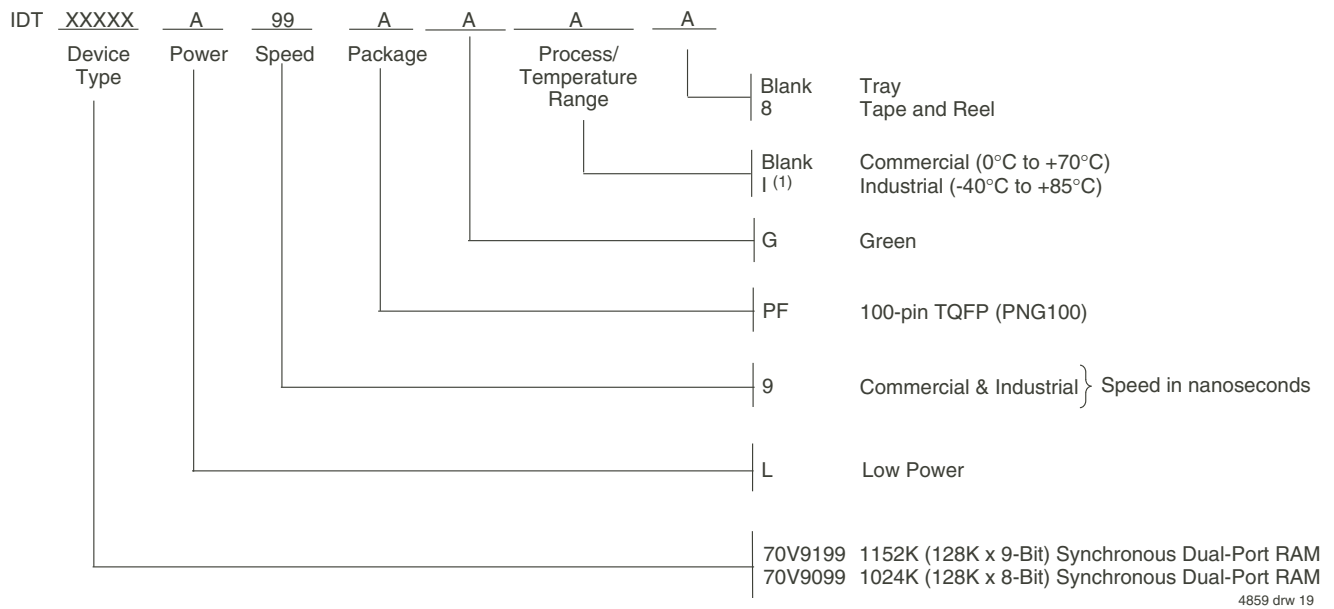 IDT XXXXX A 99 A A A A
Device Type Power Speed Package Process/ Temperature Range
Blank Tray
8 Tape and Reel
Blank Commercial (0°C to +70°C)
I (1) Industrial (-40°C to +85°C)
G Green
PF 100-pin TQFP (PNG100)
9 Commercial & Industrial Speed in nanoseconds
L Low Power
70V9199 1152K (128K x 9-Bit) Synchronous Dual-Port RAM
70V9099 1024K (128K x 8-Bit) Synchronous Dual-Port RAM
4859 drw 19